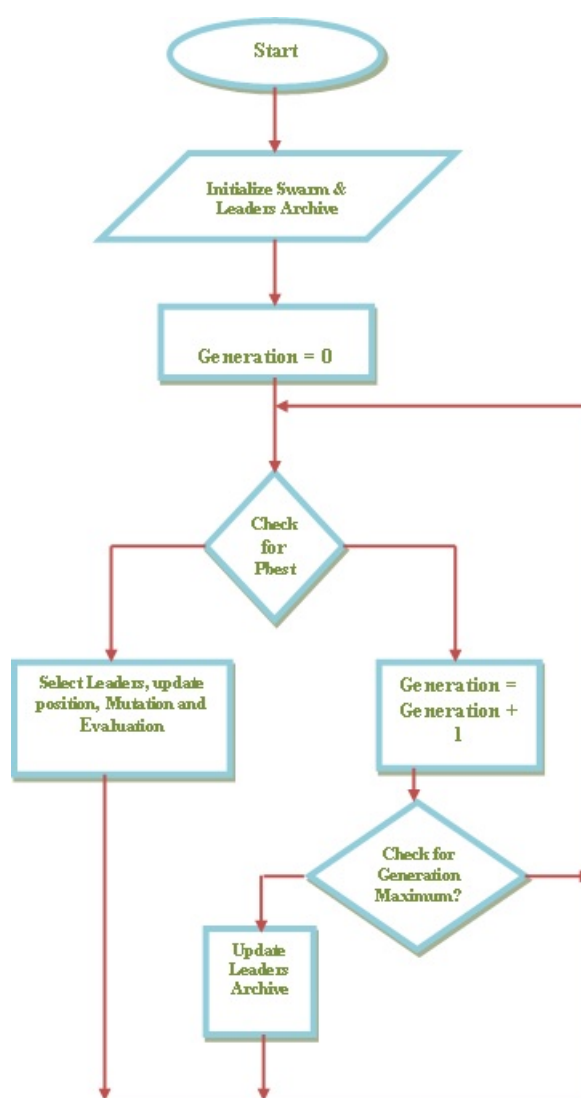 Start
Initialize Swarm &
Leaders Archive
Generation = 0
Check
for
Pbest
Select Leaders, update
position, Mutation and
Evaluation
Generation =
Generation +
1
Check for
Generation
Maximum?
Update
Leaders
Archive